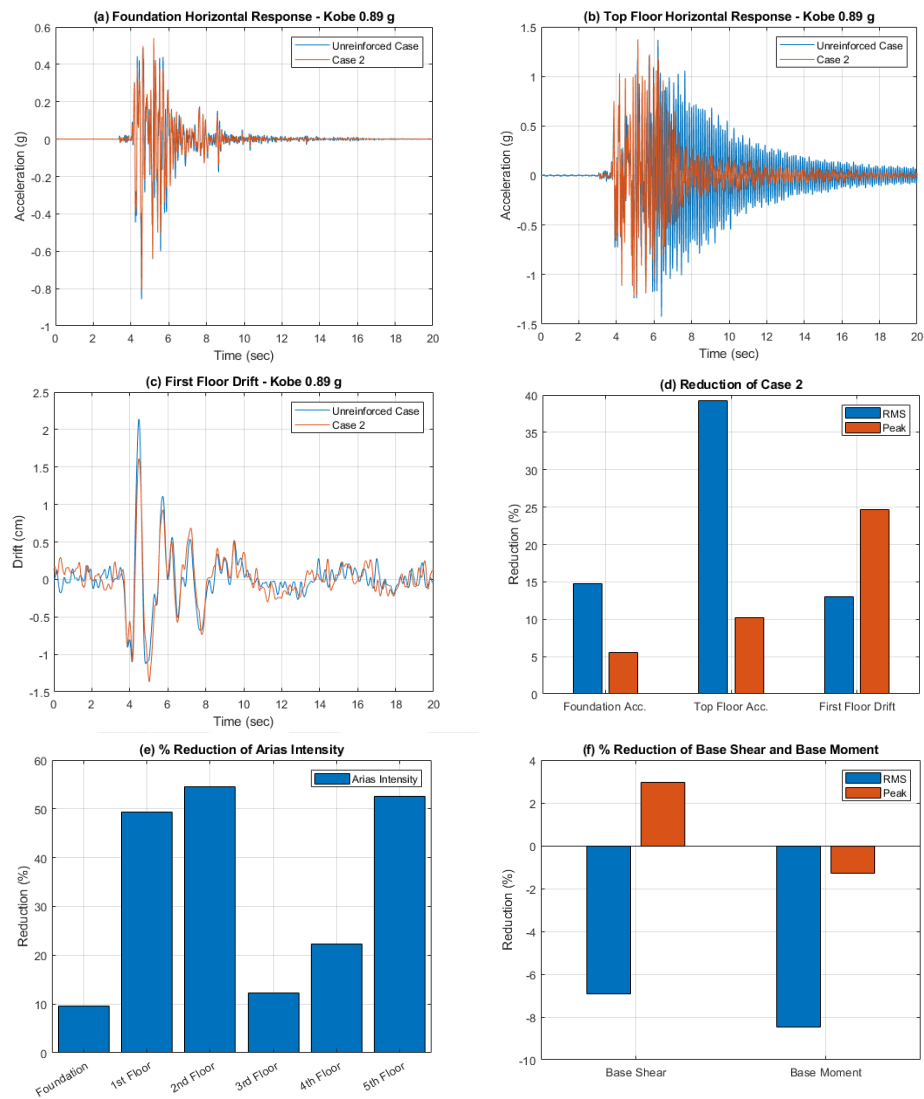 (a) Foundation Horizontal Response - Kobe 0.89 g
Unreinforced Case
Case 2
Acceleration (g)
0.6
0.4
0.2
0
-0.2
-0.4
-0.6
-0.8
-1
0 2 4 6 8 10 12 14 16 18 20
Time (sec)
(b) Top Floor Horizontal Response - Kobe 0.89 g
Unreinforced Case
Case 2
Acceleration (g)
1.5
1
0.5
0
-0.5
-1
-1.5
0 2 4 6 8 10 12 14 16 18 20
Time (sec)
(c) First Floor Drift - Kobe 0.89 g
Unreinforced Case
Case 2
Drift (cm)
2.5
2
1.5
1
0.5
0
-0.5
-1
-1.5
0 2 4 6 8 10 12 14 16 18 20
Time (sec)
(d) Reduction of Case 2
RMS
Peak
Reduction (%)
40
35
30
25
20
15
10
5
0
Foundation Acc. Top Floor Acc. First Floor Drift
(e) % Reduction of Arias Intensity
Arias Intensity
Reduction (%)
60
50
40
30
20
10
0
Foundation 1st Floor 2nd Floor 3rd Floor 4th Floor 5th Floor
(f) % Reduction of Base Shear and Base Moment
RMS
Peak
Reduction (%)
4
2
0
-2
-4
-6
-8
-10
Base Shear Base Moment